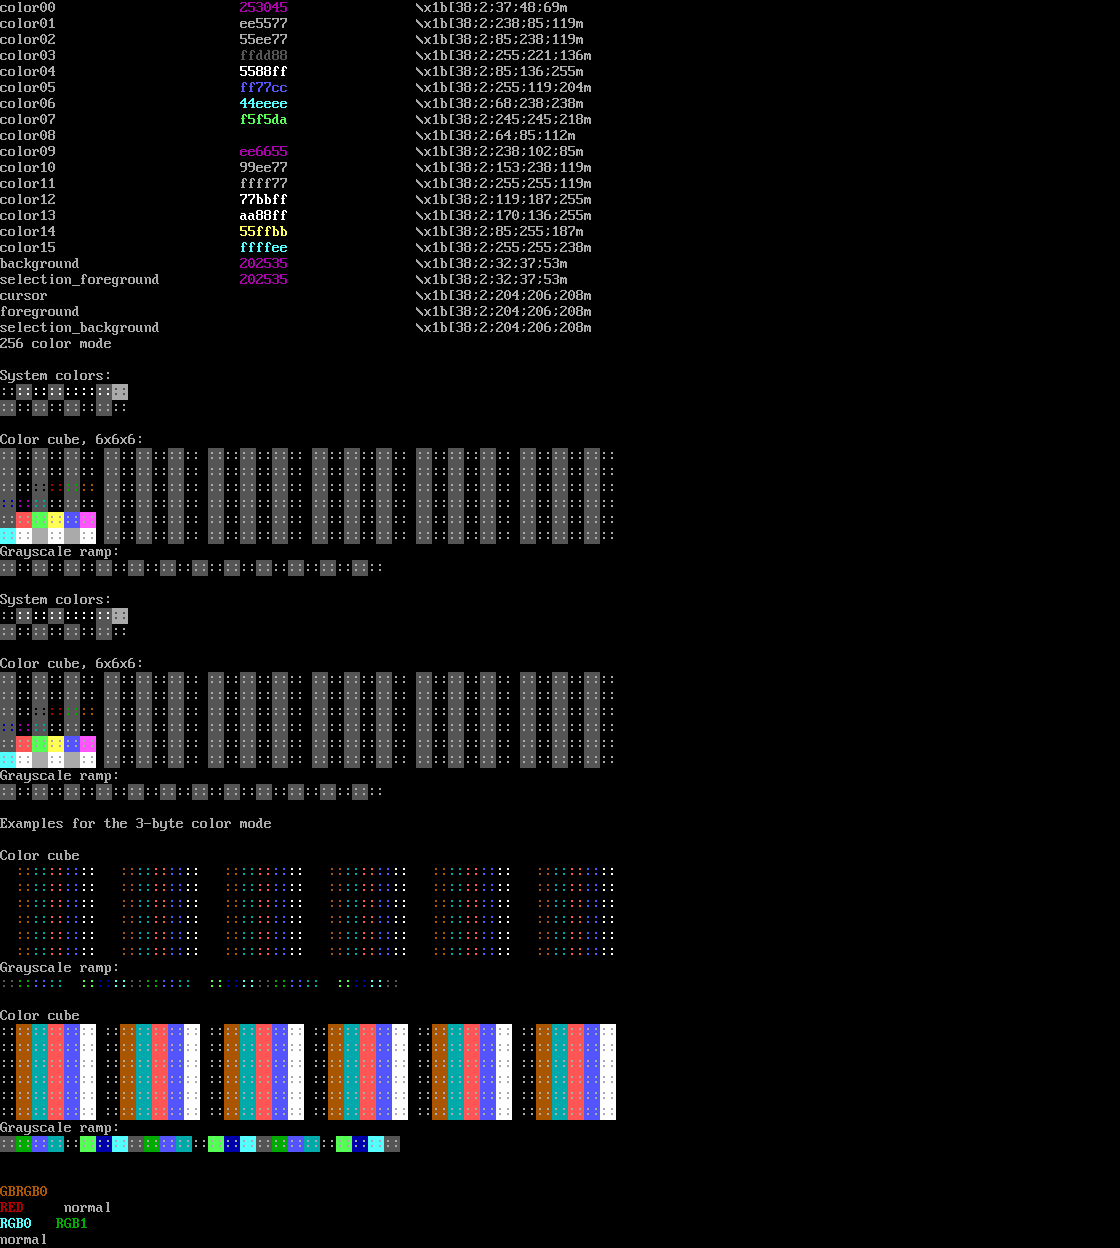 color00 253045 \x1b[38;2;37;48;69m
color01 ee5577 \x1b[38;2;238;85;119m
color02 55ee77 \x1b[38;2;85;238;119m
color03 ffdd88 \x1b[38;2;255;221;136m
color04 5588ff \x1b[38;2;85;136;255m
color05 ff77cc \x1b[38;2;255;119;204m
color06 44eeee \x1b[38;2;68;238;238m
color07 f5f5da \x1b[38;2;245;245;218m
color08 \x1b[38;2;64;85;112m
color09 ee6655 \x1b[38;2;238;102;85m
color10 99ee77 \x1b[38;2;153;238;119m
color11 ffff77 \x1b[38;2;255;255;119m
color12 77bbff \x1b[38;2;119;187;255m
color13 aa88ff \x1b[38;2;170;136;255m
color14 55ffbb \x1b[38;2;85;255;187m
color15 ffffee \x1b[38;2;255;255;238m
background 202535 \x1b[38;2;32;37;53m
selection_foreground 202535 \x1b[38;2;32;37;53m
cursor \x1b[38;2;204;206;208m
foreground \x1b[38;2;204;206;208m
selection_background \x1b[38;2;204;206;208m
256 color mode
System colors:
Color cube, 6x6x6:
Grayscale ramp:
System colors:
Color cube, 6x6x6:
Grayscale ramp:
Examples for the 3-byte color mode
Color cube
Grayscale ramp:
Color cube
Grayscale ramp:
GBRGB0
RED normal
RGB0 RGB1
normal